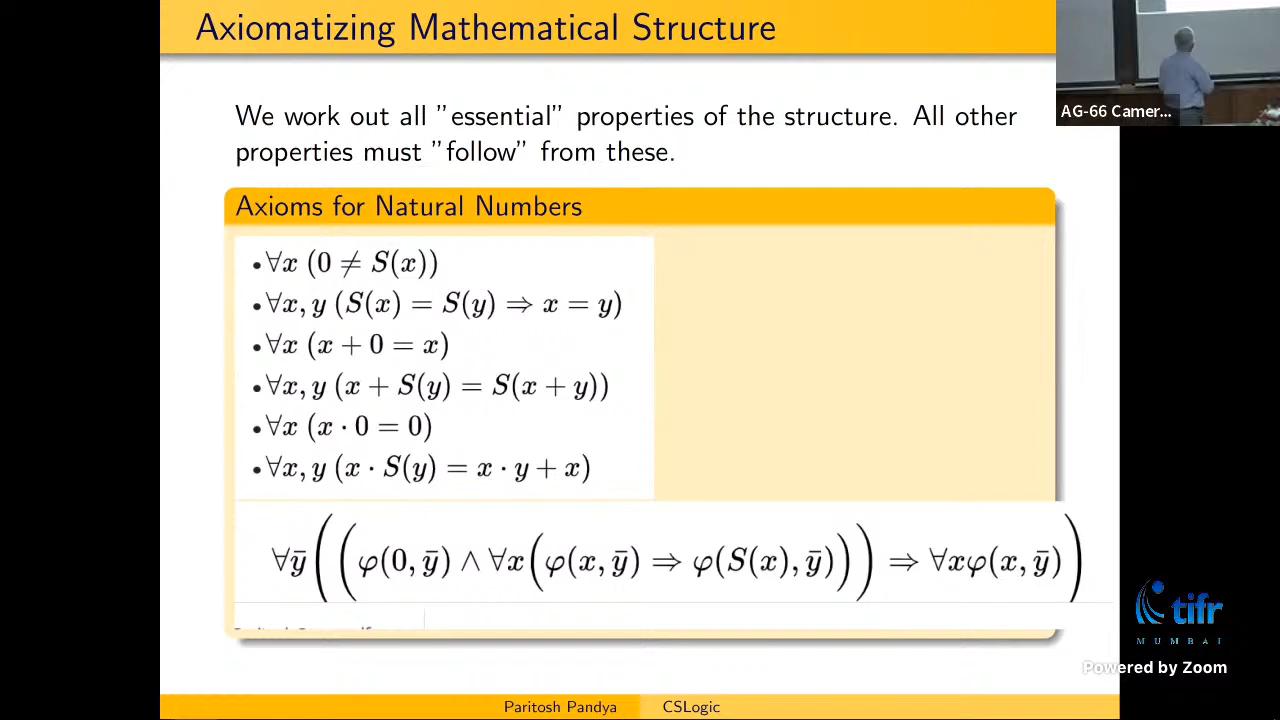 Axiomatizing Mathematical Structure
AG-66 Camer...
We work out all "essential" properties of the structure. All other
properties must "follow" from these.
Axioms for Natural Numbers
• ∀x (0 ≠ S(x))
• ∀x, y (S(x) = S(y) ⇒ x = y)
• ∀x (x + 0 = x)
• ∀x, y (x + S(y) = S(x + y))
• ∀x (x · 0 = 0)
• ∀x, y (x · S(y) = x · y + x)
∀ȳ((φ(0, ȳ) ∧ ∀x(φ(x, ȳ) ⇒ φ(S(x), ȳ))) ⇒ ∀xφ(x, ȳ))
tifr
MUMBAI
Powered by Zoom
Paritosh Pandya CSLogic